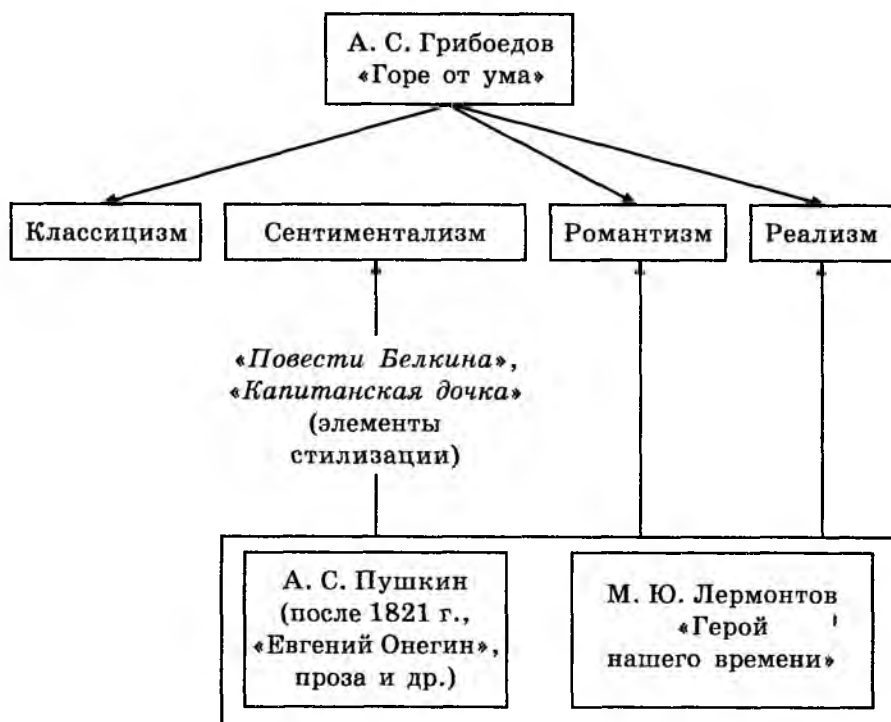 А. С. Грибоедов
«Горе от ума»
Классицизм
Сентиментализм
Романтизм
Реализм
«Повести Белкина»,
«Капитанская дочка»
(элементы
стилизации)
А. С. Пушкин
(после 1821 г.,
«Евгений Онегин»,
проза и др.)
М. Ю. Лермонтов
«Герой
нашего времени»